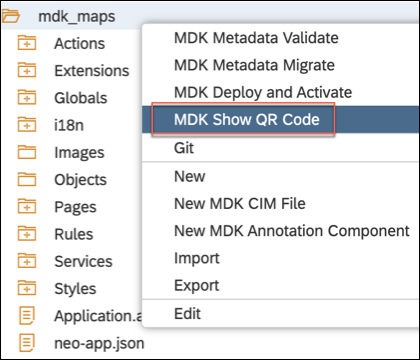 mdk_maps
Actions
Extensions
Globals
i18n
Images
Objects
Pages
Rules
Services
Styles
Application.a
neo-app.json
MDK Metadata Validate
MDK Metadata Migrate
MDK Deploy and Activate
MDK Show QR Code
Git
New
New MDK CIM File
New MDK Annotation Component
Import
Export
Edit